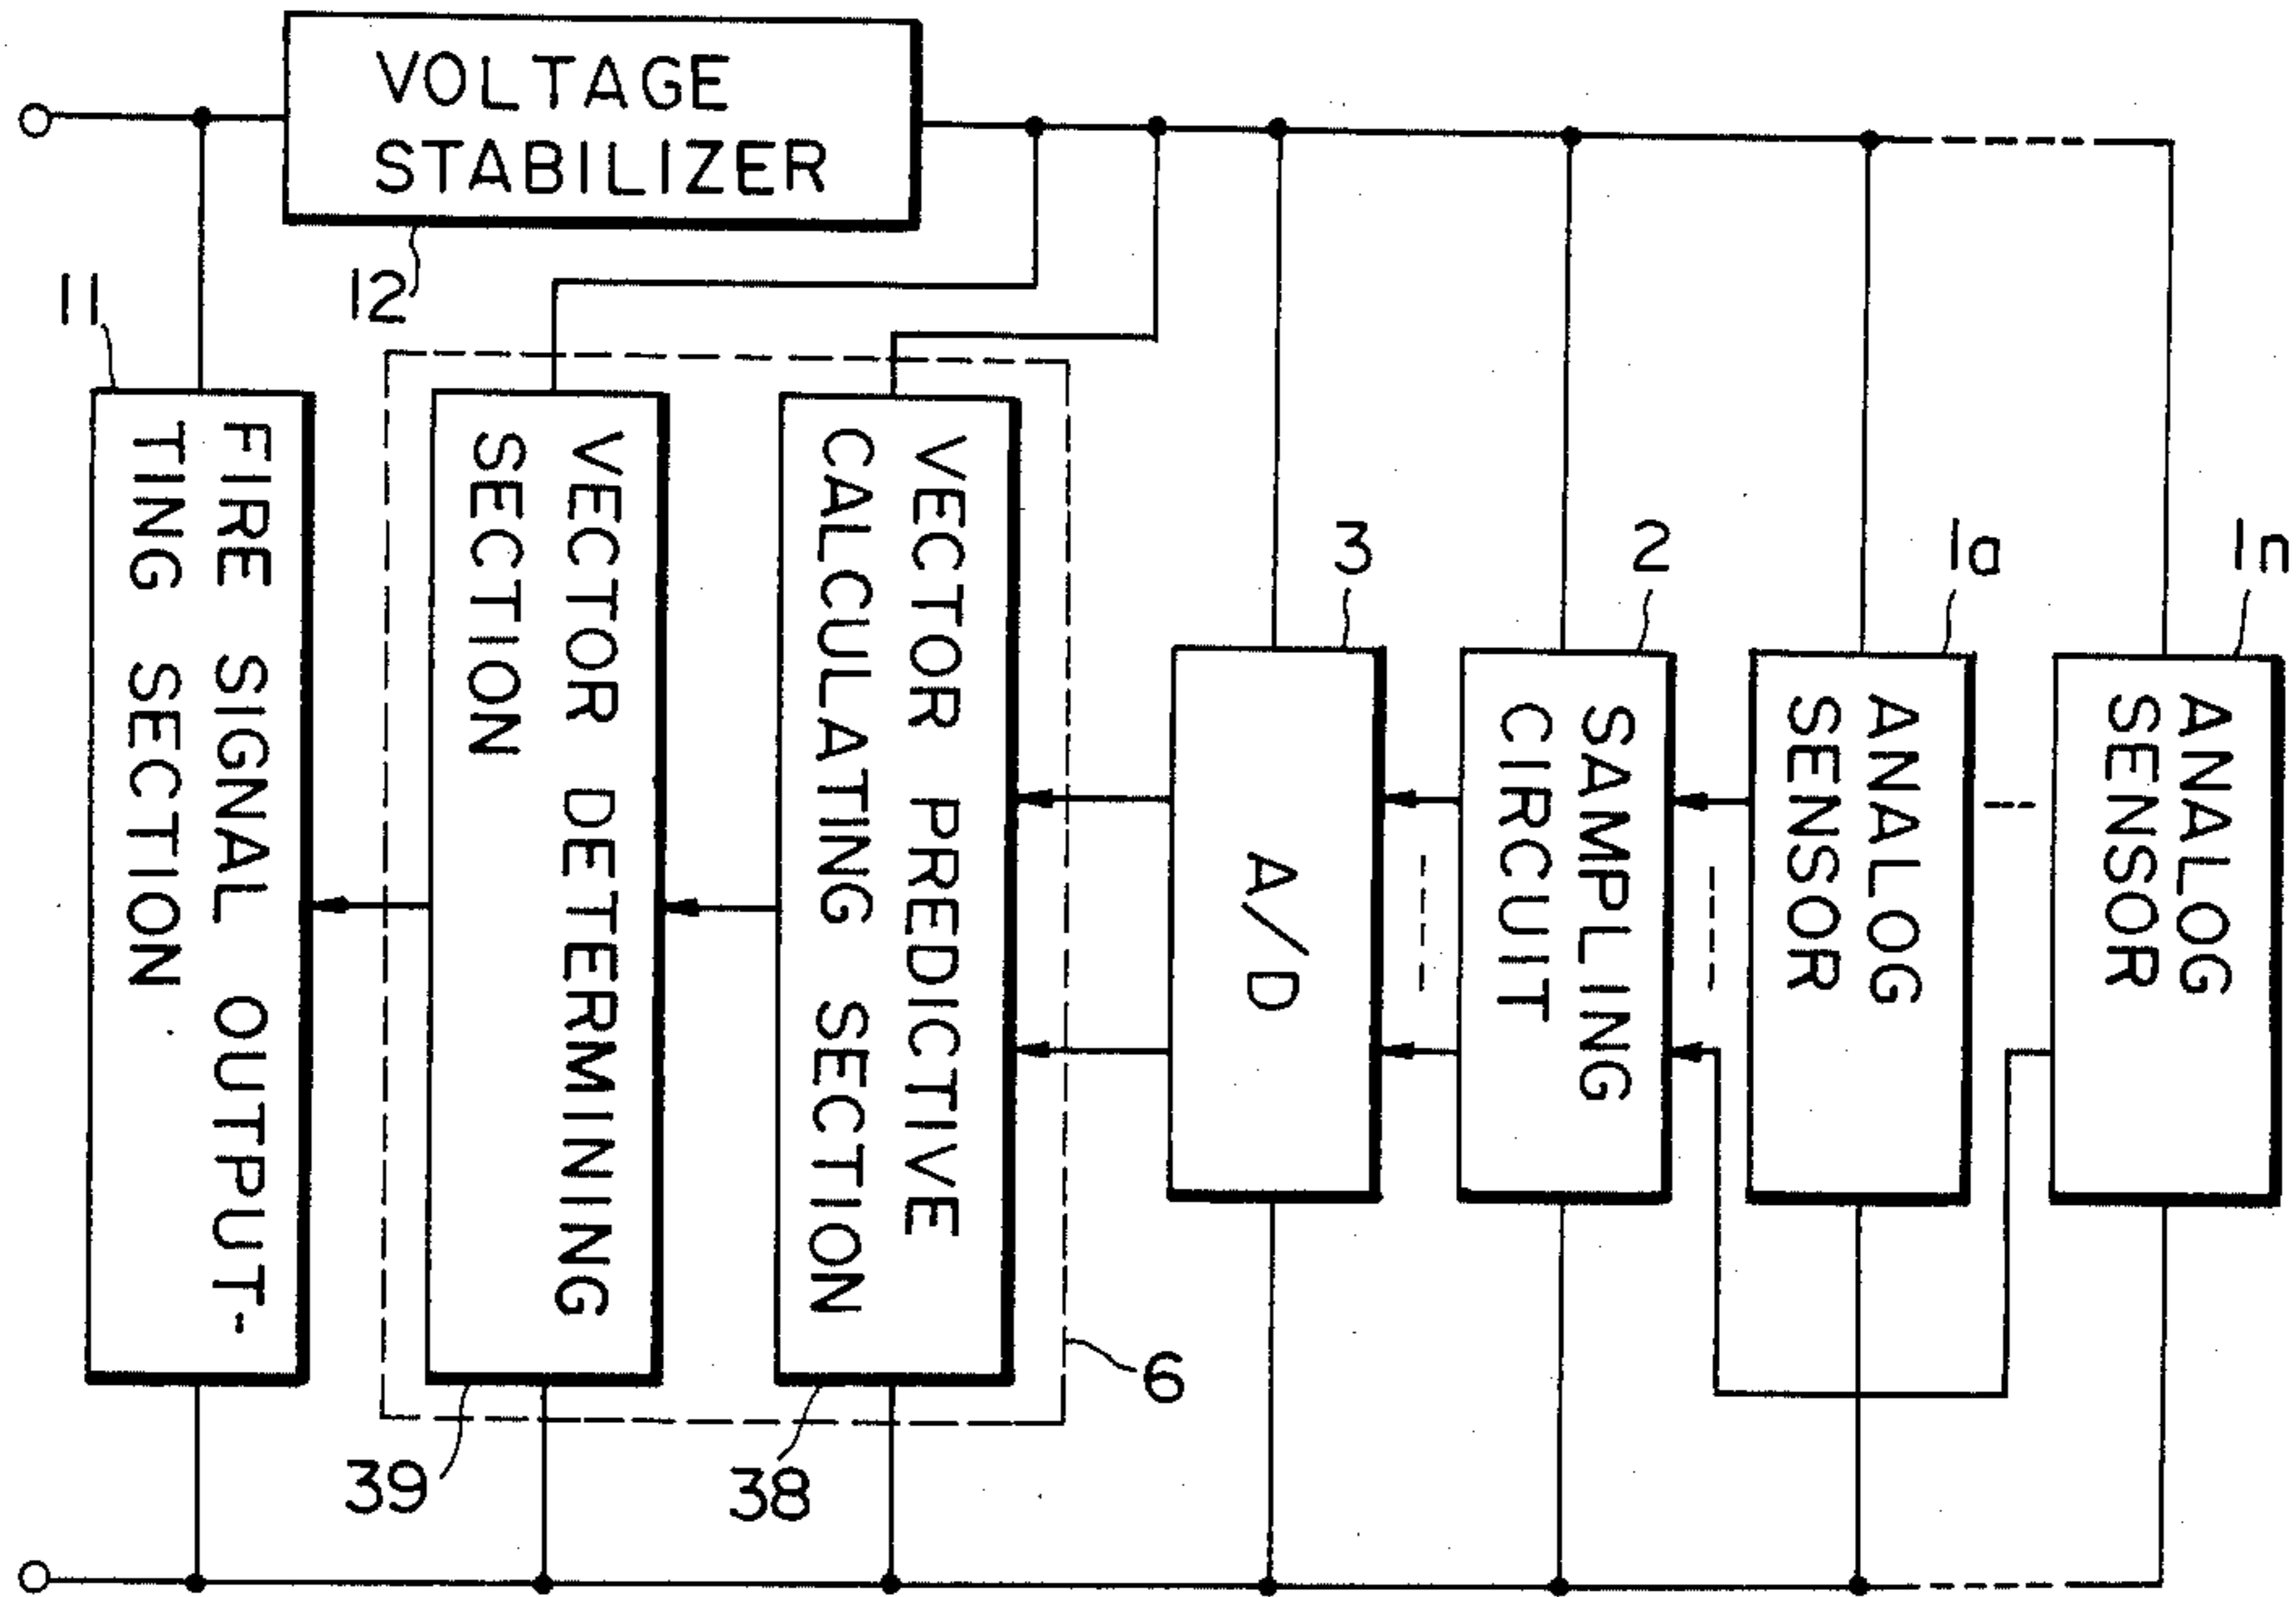 VOLTAGE
STABILIZER
12
11
FIRE SIGNAL OUTPUT-
TING SECTION
VECTOR DETERMINING
SECTION
39
VECTOR PREDICTIVE
CALCULATING SECTION
38
6
3
A/D
2
SAMPLING
CIRCUIT
1a
ANALOG
SENSOR
1n
ANALOG
SENSOR